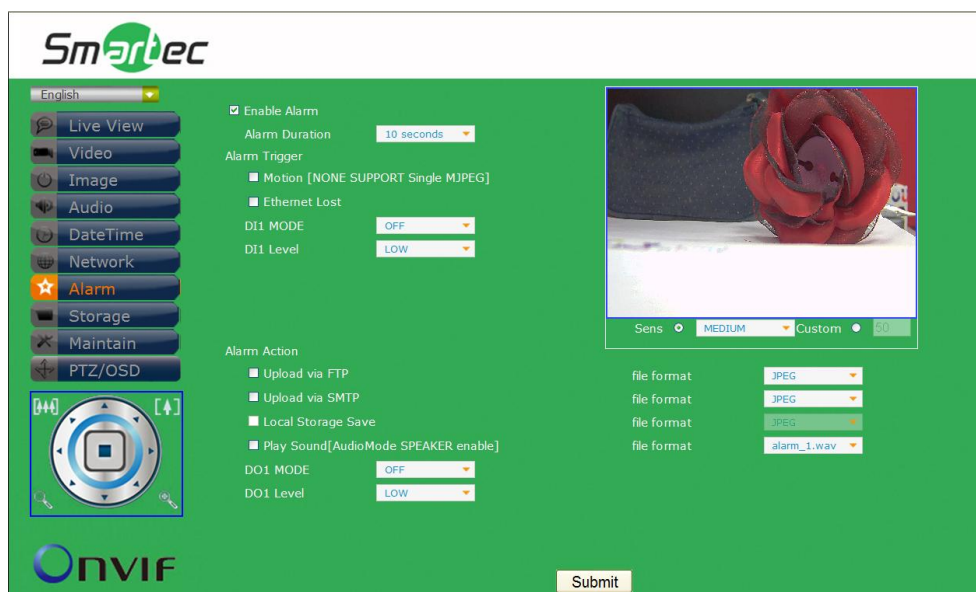 Smartec
English
Live View
Video
Image
Audio
DateTime
Network
Alarm
Storage
Maintain
PTZ/OSD
Enable Alarm
Alarm Duration 10 seconds
Alarm Trigger
Motion [NONE SUPPORT Single MJPEG]
Ethernet Lost
DI1 MODE OFF
DI1 Level LOW
Sens MEDIUM Custom 50
Alarm Action
Upload via FTP file format JPEG
Upload via SMTP file format JPEG
Local Storage Save file format JPEG
Play Sound[AudioMode SPEAKER enable] file format alarm_1.wav
DO1 MODE OFF
DO1 Level LOW
Onvif
Submit